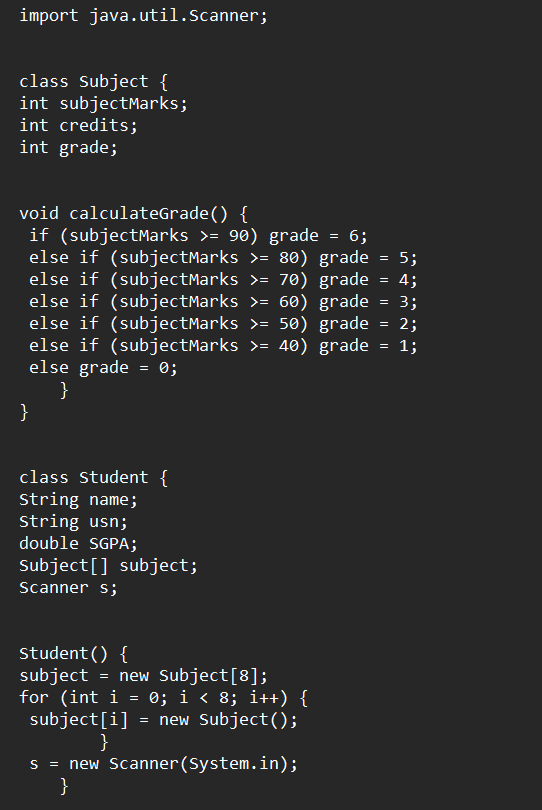 import java.util.Scanner;
class Subject {
int subjectMarks;
int credits;
int grade;
void calculateGrade() {
if (subjectMarks >= 90) grade = 6;
else if (subjectMarks >= 80) grade = 5;
else if (subjectMarks >= 70) grade = 4;
else if (subjectMarks >= 60) grade = 3;
else if (subjectMarks >= 50) grade = 2;
else if (subjectMarks >= 40) grade = 1;
else grade = 0;
}
}
class Student {
String name;
String usn;
double SGPA;
Subject[] subject;
Scanner s;
Student() {
subject = new Subject[8];
for (int i = 0; i < 8; i++) {
subject[i] = new Subject();
}
s = new Scanner(System.in);
}